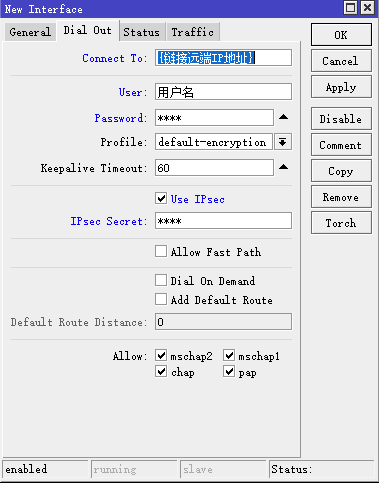 New Interface
General Dial Out Status Traffic
Connect To: {链接远端IP地址}
User: 用户名
Password: ****
Profile: default-encryption
Keepalive Timeout: 60
Use IPsec
IPsec Secret: ****
Allow Fast Path
Dial On Demand
Add Default Route
Default Route Distance: 0
Allow: mschap2 mschap1
chap pap
OK
Cancel
Apply
Disable
Comment
Copy
Remove
Torch
enabled running slave Status: